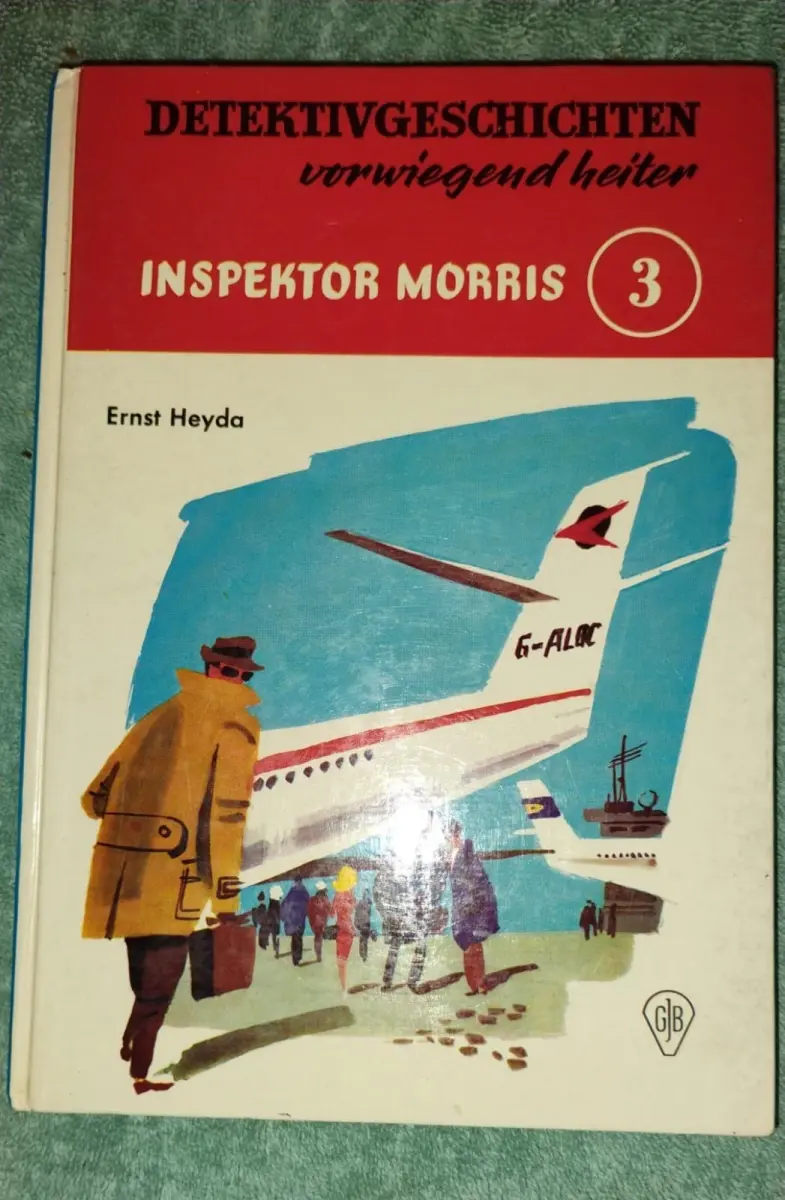 DETEKTIVGESCHICHTEN
vorwiegend heiter
INSPEKTOR MORRIS 3
Ernst Heyda
G-ALOC
GJB